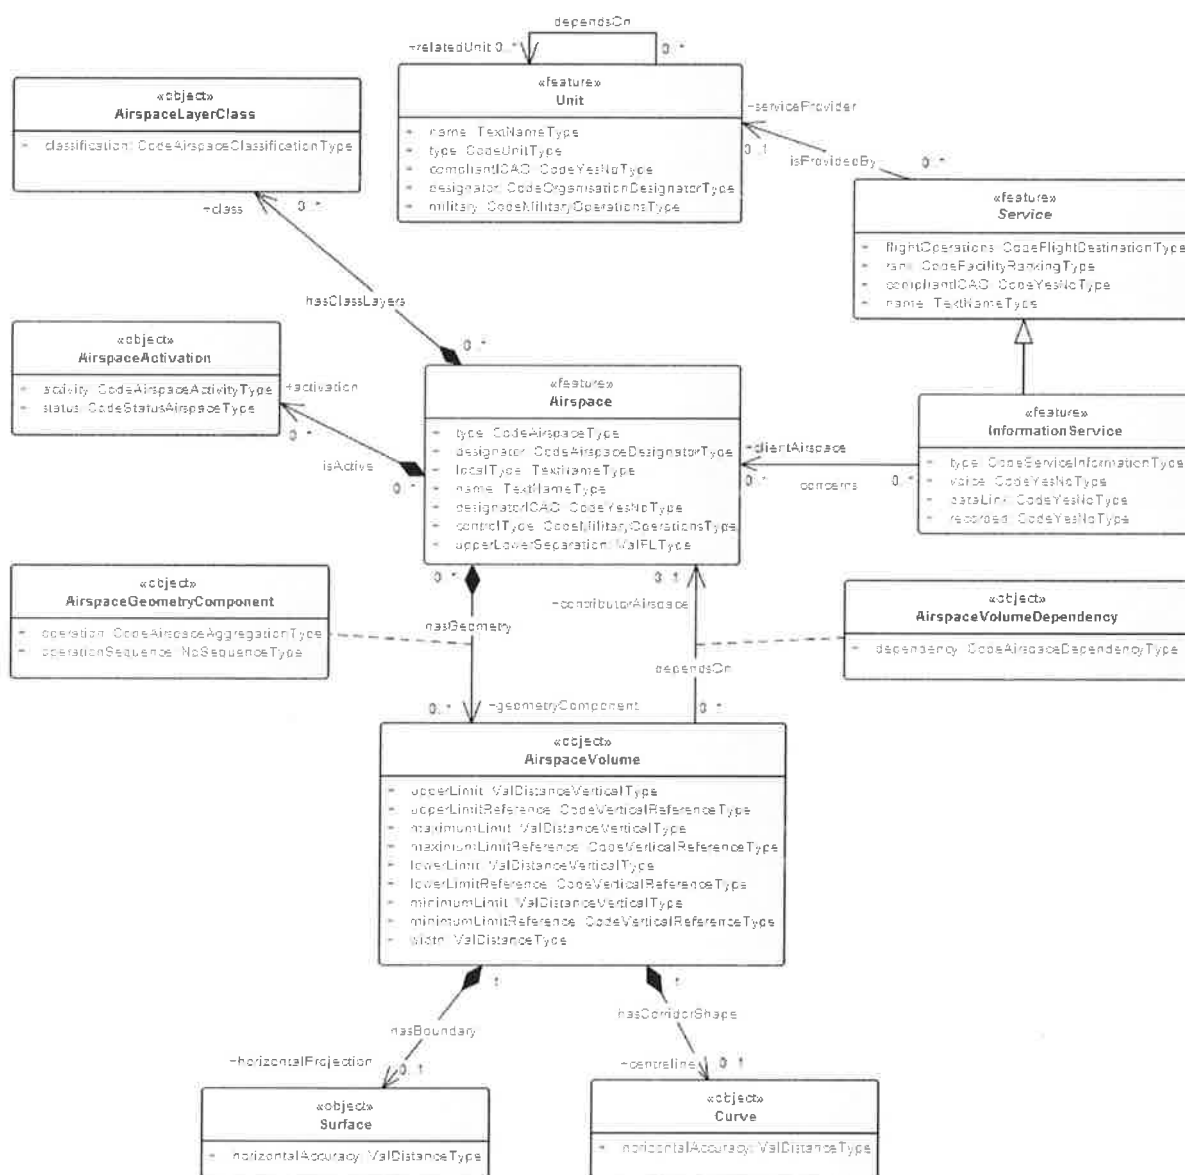 dependsOn
+relatedUnit 0..*
0..*
«object»
AirspaceLayerClass
+ classification: CodeAirspaceClassificationType
«feature»
Unit
+ name: TextNameType
+ type: CodeUnitType
+ compliantICAO: CodeYesNoType
+ designator: CodeOrganisationDesignatorType
+ military: CodeMilitaryOperationsType
+serviceProvider
0..1
isProvidedBy
0..*
«feature»
Service
+ flightOperations: CodeFlightDestinationType
+ rank: CodeFacilityRankingType
+ compliantICAO: CodeYesNoType
+ name: TextNameType
+class
0..*
hasClassLayers
0..*
«object»
AirspaceActivation
+ activity: CodeAirspaceActivityType
+ status: CodeStatusAirspaceType
+activation
0..*
isActive
0..*
«feature»
Airspace
+ type: CodeAirspaceType
+ designator: CodeAirspaceDesignatorType
+ localType: TextNameType
+ name: TextNameType
+ designatorICAO: CodeYesNoType
+ controlType: CodeMilitaryOperationsType
+ upperLowerSeparation: ValFLType
+clientAirspace
0..*
concerns
0..*
«feature»
InformationService
+ type: CodeServiceInformationType
+ voice: CodeYesNoType
+ dataLink: CodeYesNoType
+ recorded: CodeYesNoType
«object»
AirspaceGeometryComponent
+ operation: CodeAirspaceAggregationType
+ operationSequence: NoSequenceType
0..*
hasGeometry
0..*
+geometryComponent
0..1
+contributorAirspace
dependsOn
0..*
«object»
AirspaceVolumeDependency
+ dependency: CodeAirspaceDependencyType
«object»
AirspaceVolume
+ upperLimit: ValDistanceVerticalType
+ upperLimitReference: CodeVerticalReferenceType
+ maximumLimit: ValDistanceVerticalType
+ maximumLimitReference: CodeVerticalReferenceType
+ lowerLimit: ValDistanceVerticalType
+ lowerLimitReference: CodeVerticalReferenceType
+ minimumLimit: ValDistanceVerticalType
+ minimumLimitReference: CodeVerticalReferenceType
+ width: ValDistanceType
1
hasBoundary
+horizontalProjection
0..1
1
hasCorridorShape
+centreline
0..1
«object»
Surface
+ horizontalAccuracy: ValDistanceType
«object»
Curve
+ horizontalAccuracy: ValDistanceType